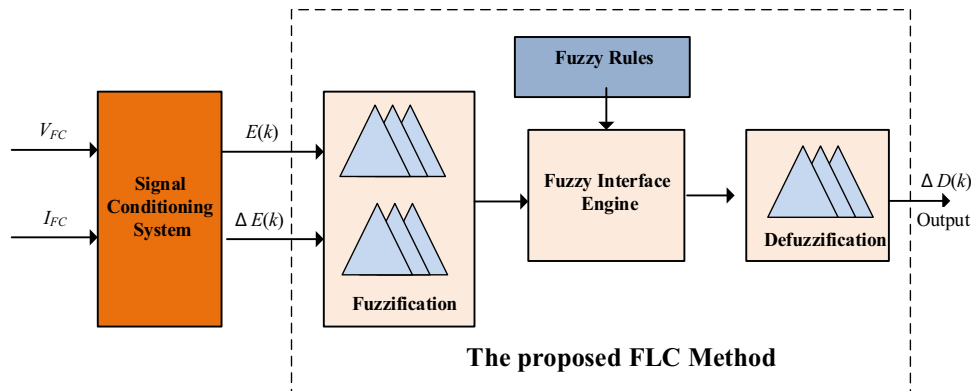 Fuzzy Rules
V_FC
E(k)
Signal
Conditioning
System
Fuzzy Interface
Engine
Δ D(k)
I_FC
Δ E(k)
Output
Fuzzification
Defuzzification
The proposed FLC Method